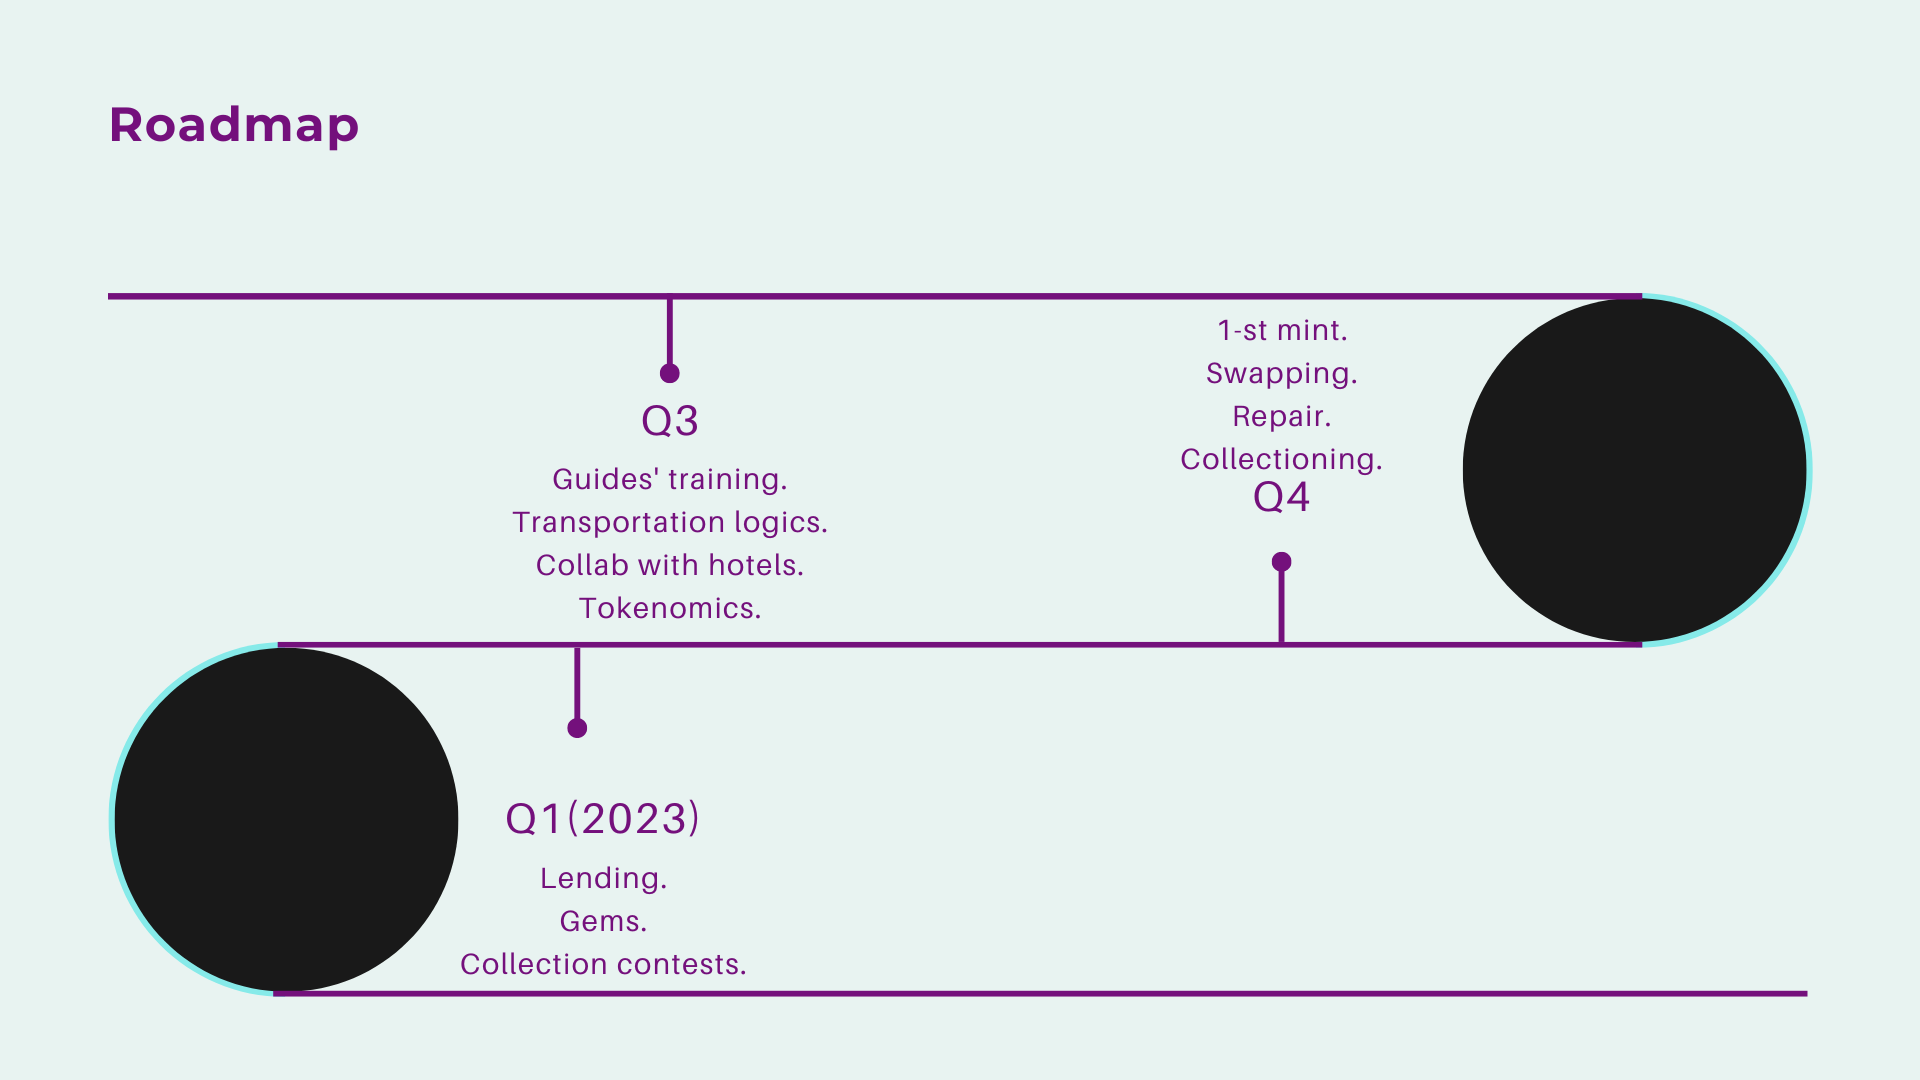 Roadmap
Q3
Guides' training.
Transportation logics.
Collab with hotels.
Tokenomics.
1-st mint.
Swapping.
Repair.
Collectioning.
Q4
Q1(2023)
Lending.
Gems.
Collection contests.